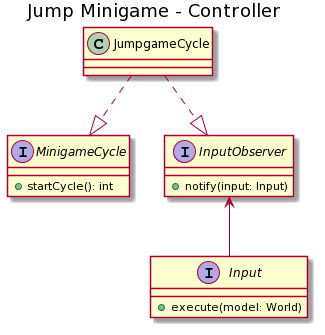 Jump Minigame - Controller
C JumpgameCycle
I MinigameCycle
startCycle(): int
I InputObserver
notify(input: Input)
I Input
execute(model: World)